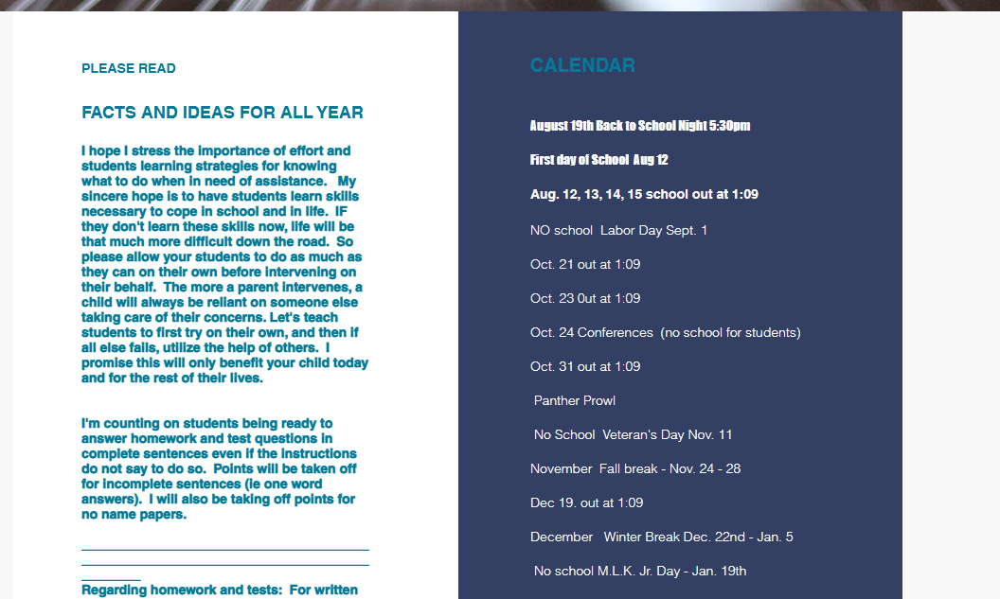 PLEASE READ
FACTS AND IDEAS FOR ALL YEAR
I hope I stress the importance of effort and
students learning strategies for knowing
what to do when in need of assistance.   My
sincere hope is to have students learn skills
necessary to cope in school and in life.  IF
they don't learn these skills now, life will be
that much more difficult down the road.  So
please allow your students to do as much as
they can on their own before intervening on
their behalf.  The more a parent intervenes, a
child will always be reliant on someone else
taking care of their concerns. Let's teach
students to first try on their own, and then if
all else fails, utilize the help of others.  I
promise this will only benefit your child today
and for the rest of their lives.
I'm counting on students being ready to
answer homework and test questions in
complete sentences even if the instructions
do not say to do so.  Points will be taken off
for incomplete sentences (ie one word
answers).  I will also be taking off points for
no name papers.
Regarding homework and tests:  For written
CALENDAR
August 19th Back to School Night 5:30pm
First day of School  Aug 12
Aug. 12, 13, 14, 15 school out at 1:09
NO school  Labor Day Sept. 1
Oct. 21 out at 1:09
Oct. 23 0ut at 1:09
Oct. 24 Conferences  (no school for students)
Oct. 31 out at 1:09
Panther Prowl
No School  Veteran's Day Nov. 11
November  Fall break - Nov. 24 - 28
Dec 19. out at 1:09
December   Winter Break Dec. 22nd - Jan. 5
No school M.L.K. Jr. Day - Jan. 19th